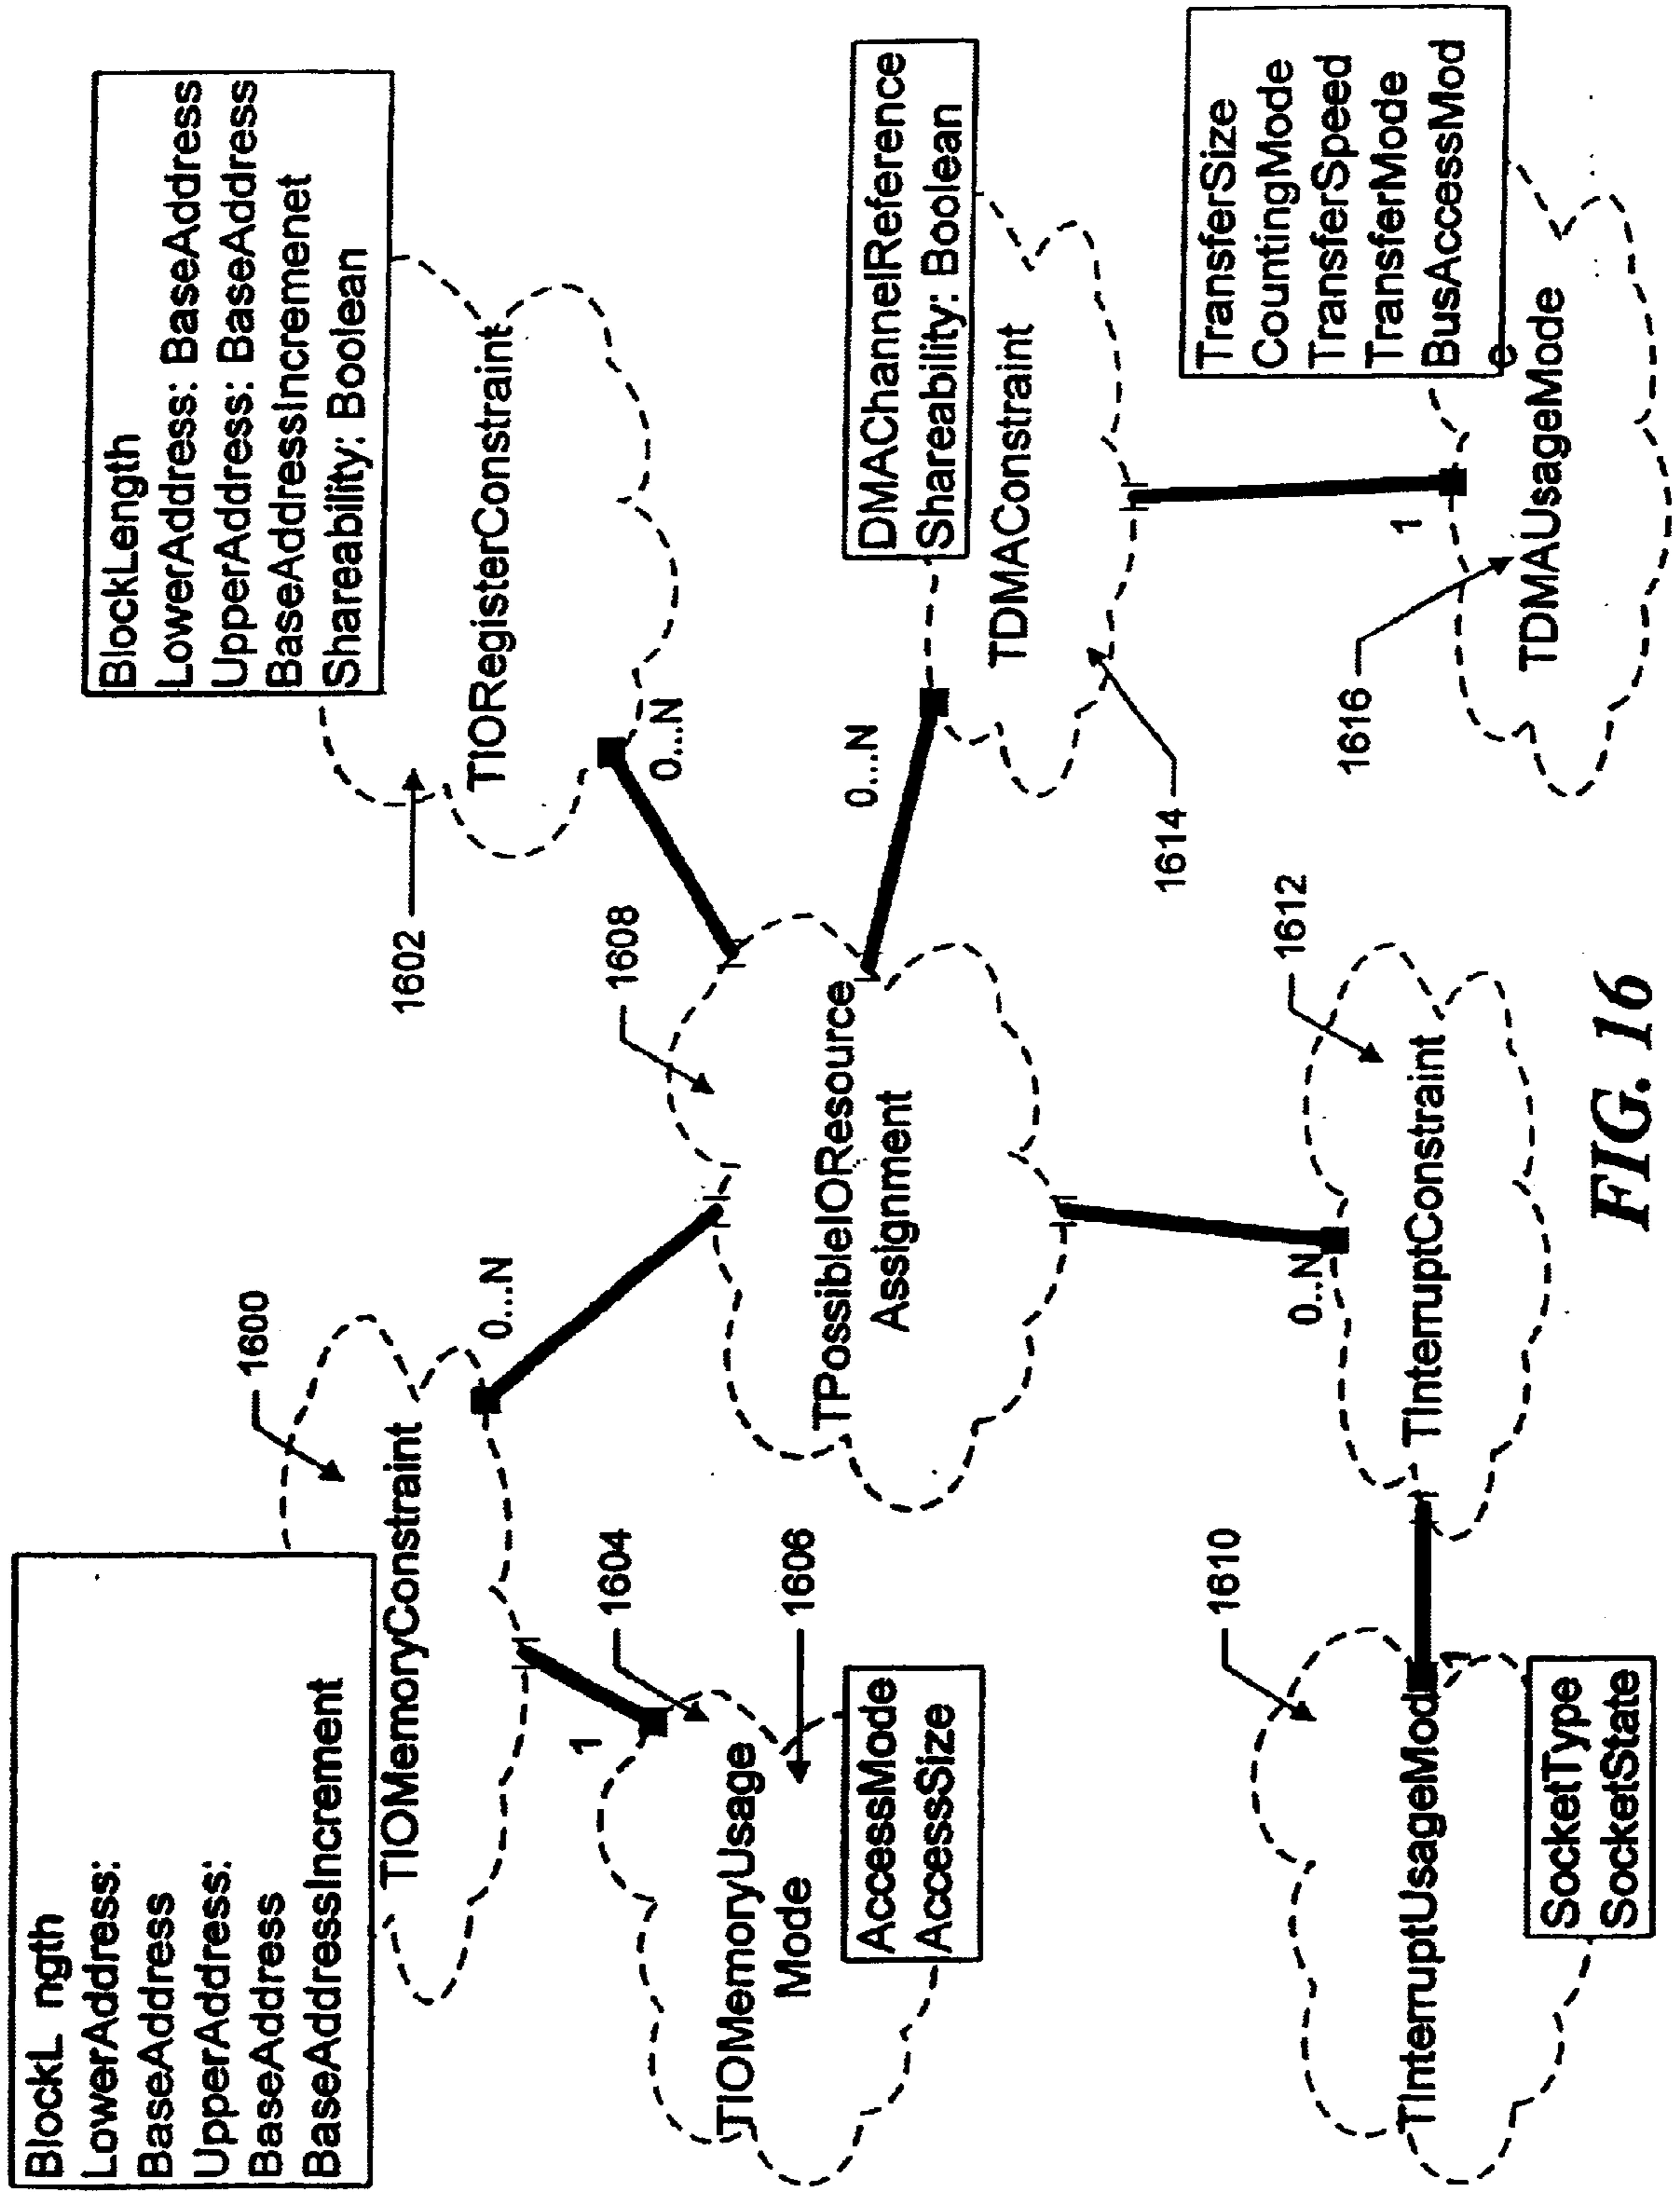 BlockL ngth
LowerAddress:
BaseAddress
UpperAddress:
BaseAddress
BaseAddressIncrement
1600
TIOMemoryConstraint
0...N
1
1604
TIOMemoryUsage
Mode
1606
AccessMode
AccessSize
BlockLength
LowerAddress: BaseAddress
UpperAddress: BaseAddress
BaseAddressIncremenet
Shareability: Boolean
1602
TIORegisterConstraint
0...N
1608
TPossibleIOResource
Assignment
0...N
DMAChannelReference
Shareability: Boolean
TDMAConstraint
1614
1
TransferSize
CountingMode
TransferSpeed
TransferMode
BusAccessMod
e
1616
TDMAUsageMode
0...N
1612
TInterruptConstraint
1610
TInterruptUsageMod
1
SocketType
SocketState
FIG. 16